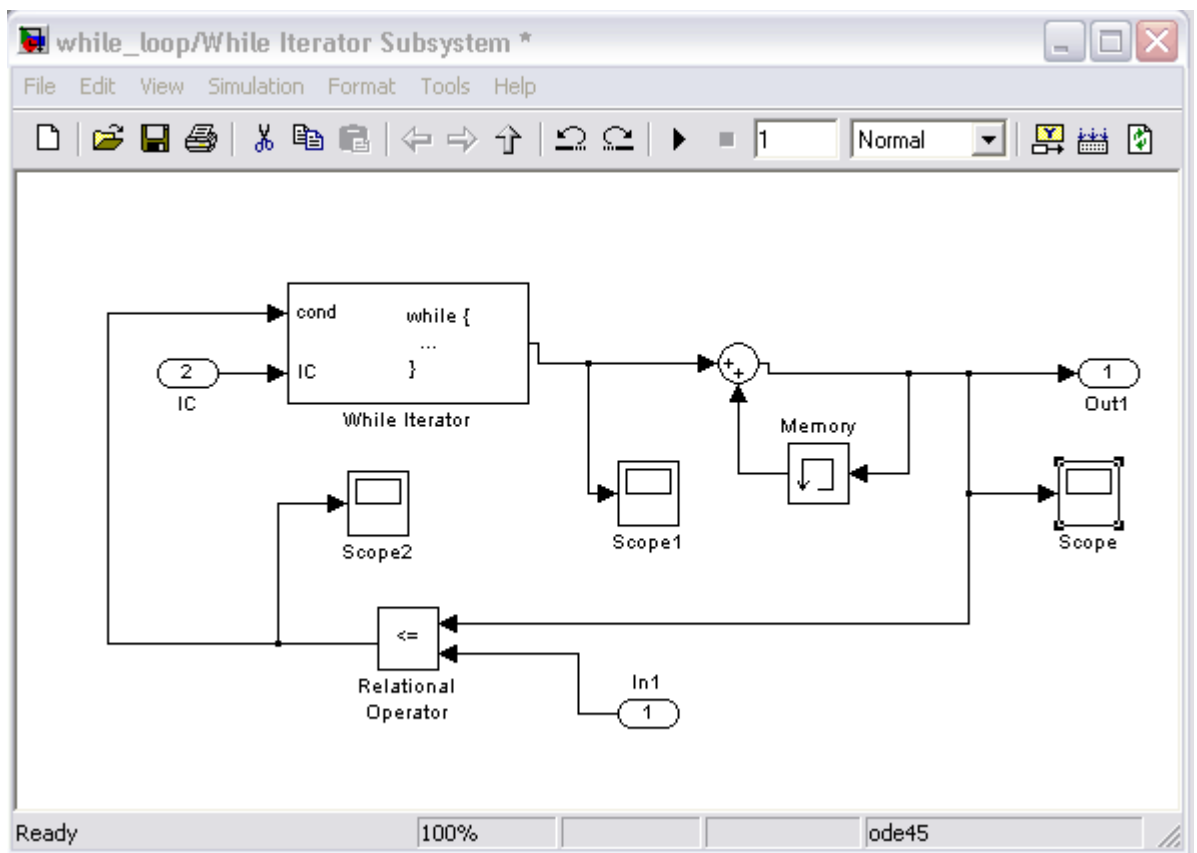 while_loop/While Iterator Subsystem *
File Edit View Simulation Format Tools Help
1 Normal
cond while {
...
IC }
2
IC
While Iterator
+
+
1
Out1
Memory
Scope2
Scope1
Scope
<=
Relational
Operator
In1
1
Ready 100% ode45